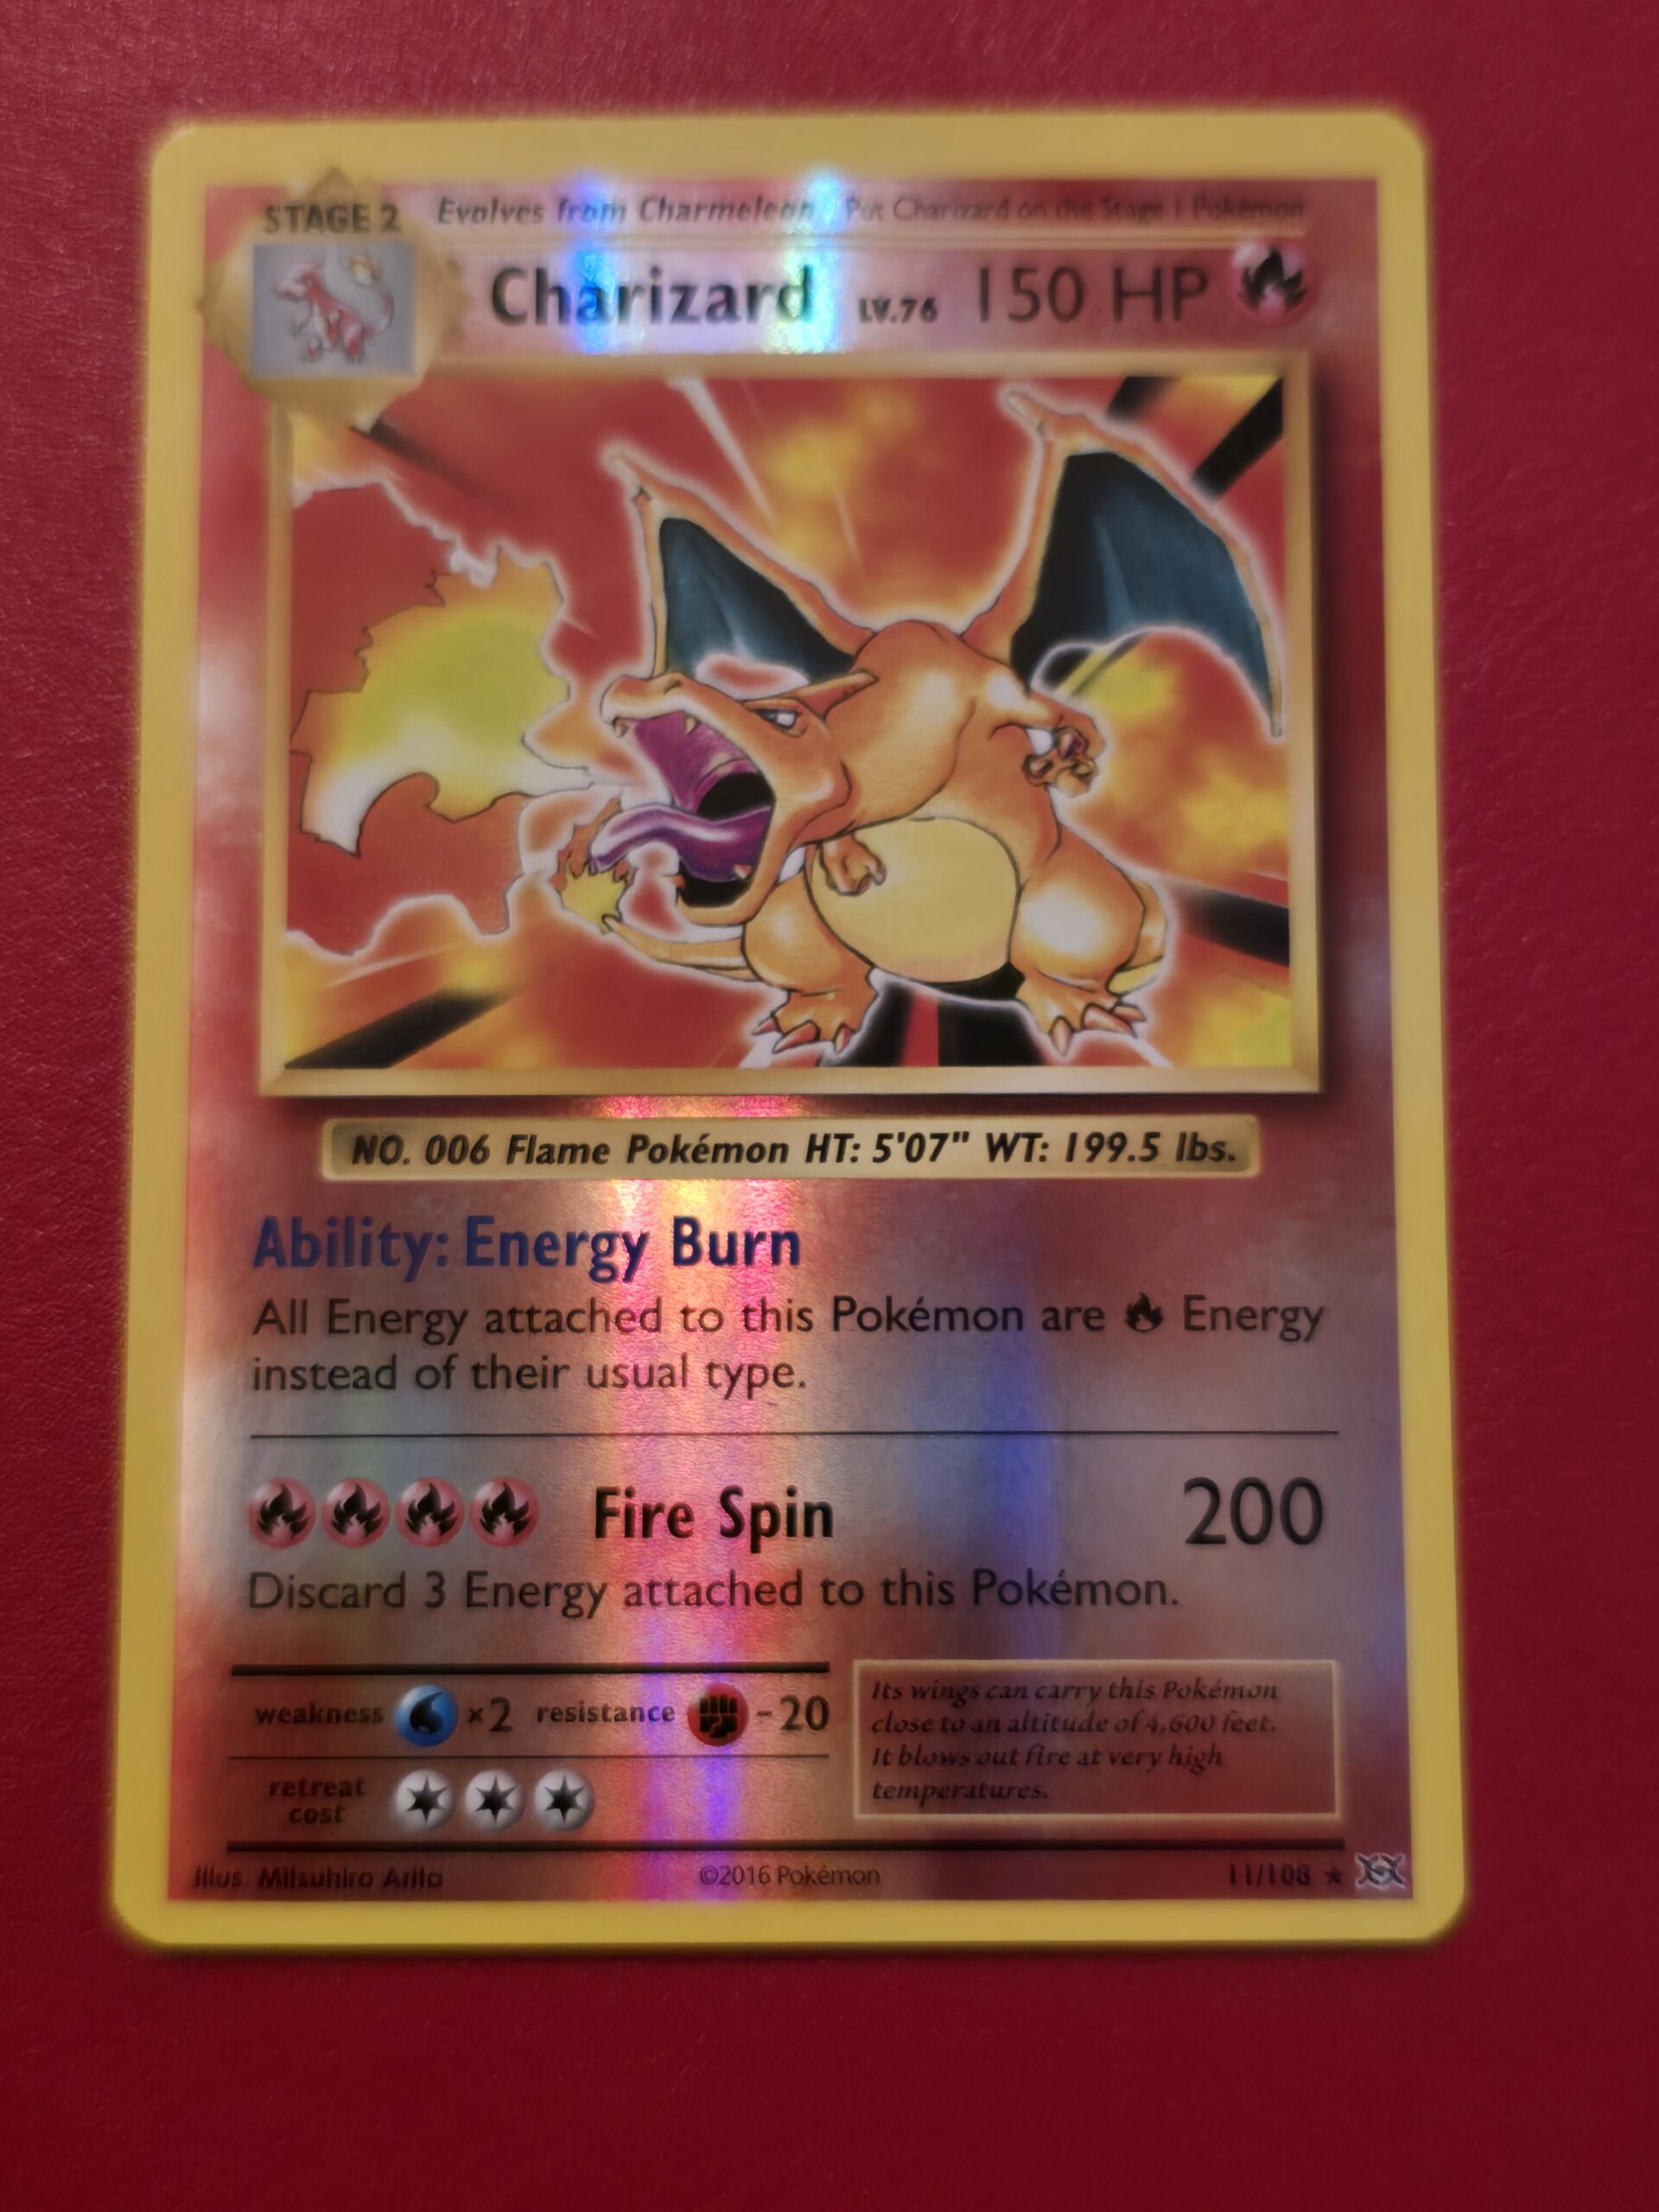 STAGE 2
Evolves from Charmeleon Put Charizard on the Stage 1 Pokémon
Charizard LV.76 150 HP
NO. 006 Flame Pokémon HT: 5'07" WT: 199.5 lbs.
Ability: Energy Burn
All Energy attached to this Pokémon are Energy
instead of their usual type.
Fire Spin 200
Discard 3 Energy attached to this Pokémon.
weakness ×2 resistance -20
retreat
cost
Its wings can carry this Pokémon
close to an altitude of 4,600 feet.
It blows out fire at very high
temperatures.
Illus. Mitsuhiro Arita
©2016 Pokémon
11/108